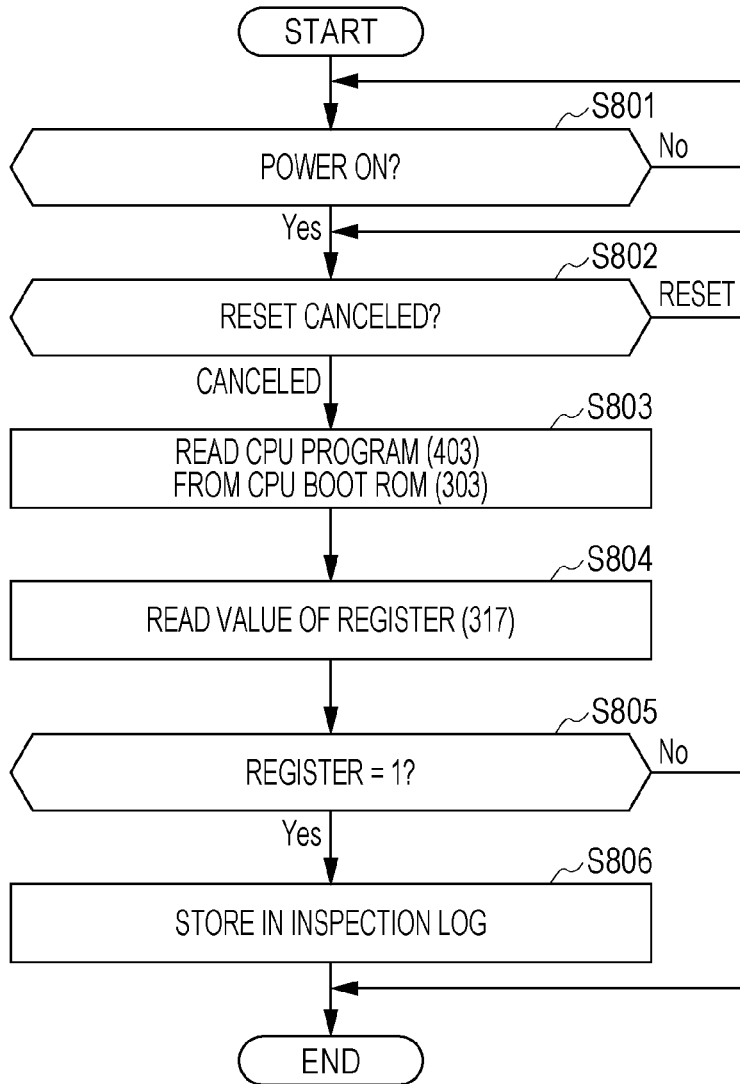 START
S801
POWER ON?
No
Yes
S802
RESET CANCELED?
RESET
CANCELED
S803
READ CPU PROGRAM (403)
FROM CPU BOOT ROM (303)
S804
READ VALUE OF REGISTER (317)
S805
REGISTER = 1?
No
Yes
S806
STORE IN INSPECTION LOG
END